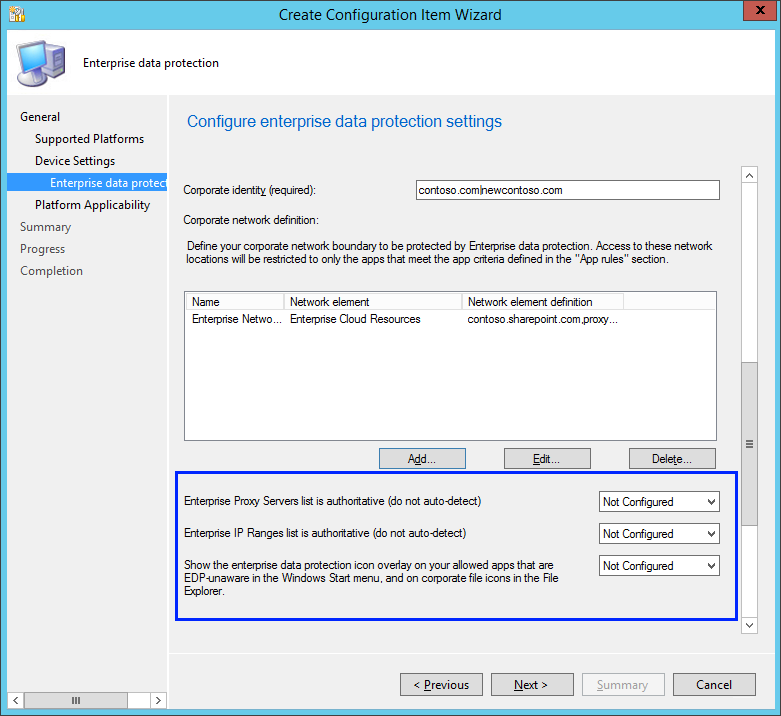 Create Configuration Item Wizard
x
Enterprise data protection
General
Supported Platforms
Device Settings
Enterprise data protect
Platform Applicability
Summary
Progress
Completion
Configure enterprise data protection settings
Corporate identity (required):
contoso.com|newcontoso.com
Corporate network definition:
Define your corporate network boundary to be protected by Enterprise data protection. Access to these network
locations will be restricted to only the apps that meet the app criteria defined in the "App rules" section.
Name Network element Network element definition
Enterprise Netwo... Enterprise Cloud Resources contoso.sharepoint.com,proxy...
Add... Edit... Delete...
Enterprise Proxy Servers list is authoritative (do not auto-detect) Not Configured
Enterprise IP Ranges list is authoritative (do not auto-detect) Not Configured
Show the enterprise data protection icon overlay on your allowed apps that are Not Configured
EDP-unaware in the Windows Start menu, and on corporate file icons in the File
Explorer.
< Previous Next > Summary Cancel